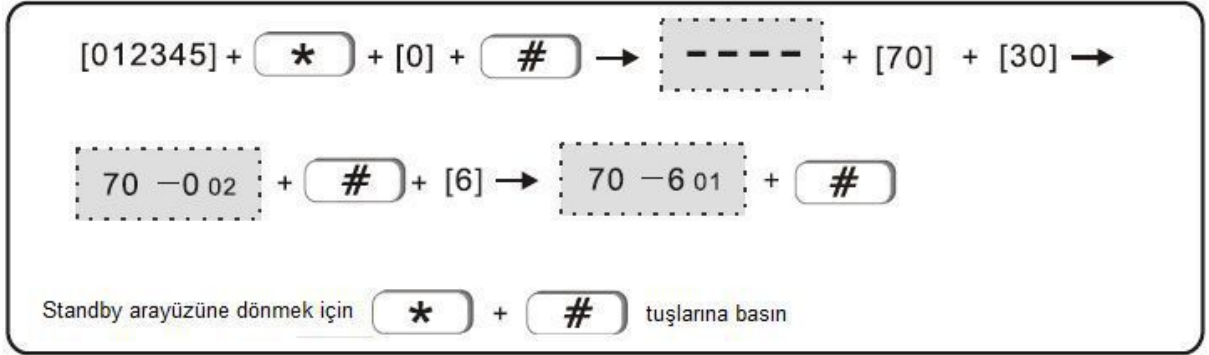 [012345] + * + [0] + # → ---- + [70] + [30] →
70 —0 02 + # + [6] → 70 —6 01 + #
Standby arayüzüne dönmek için * + # tuşlarına basın